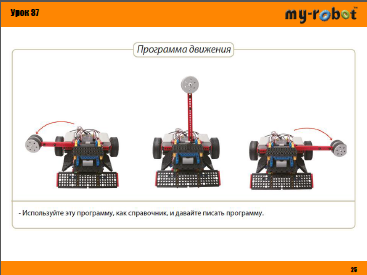 Урок 37
my-robot
Программа движения
- Используйте эту программу, как справочник, и давайте писать программу.
25